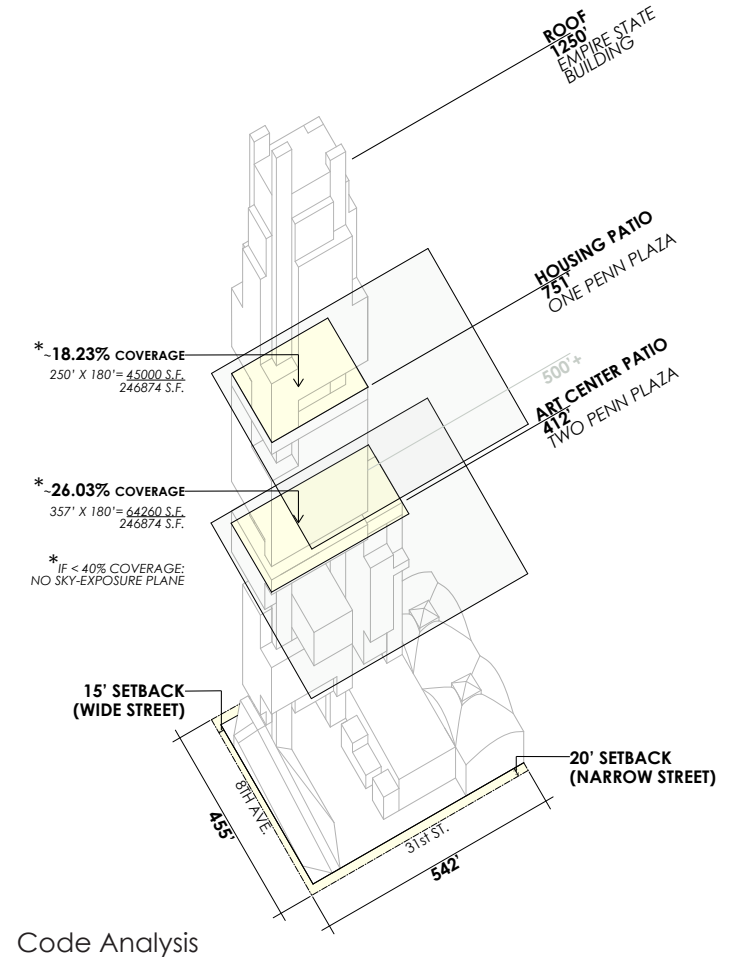 ROOF
1250'
EMPIRE STATE
BUILDING
HOUSING PATIO
751'
ONE PENN PLAZA
500'+
ART CENTER PATIO
412'
TWO PENN PLAZA
*~18.23% COVERAGE
250' X 180'= 45000 S.F.
246874 S.F.
*~26.03% COVERAGE
357' X 180'= 64260 S.F.
246874 S.F.
*IF < 40% COVERAGE:
NO SKY-EXPOSURE PLANE
15' SETBACK
(WIDE STREET)
20' SETBACK
(NARROW STREET)
8TH AVE.
455'
31st ST.
542'
Code Analysis